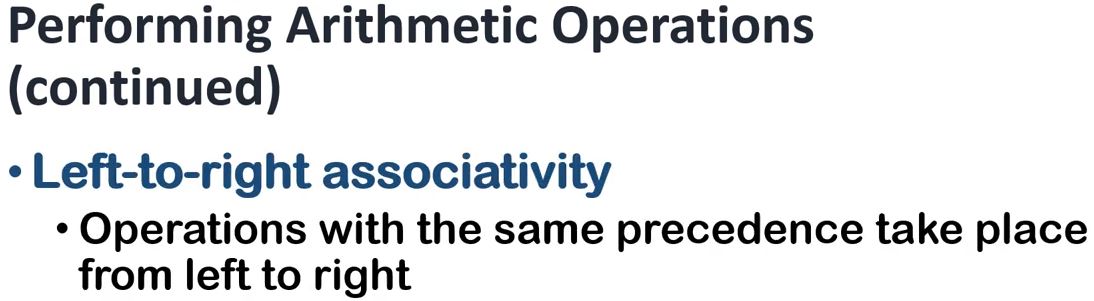 Performing Arithmetic Operations
(continued)
• Left-to-right associativity
• Operations with the same precedence take place
from left to right